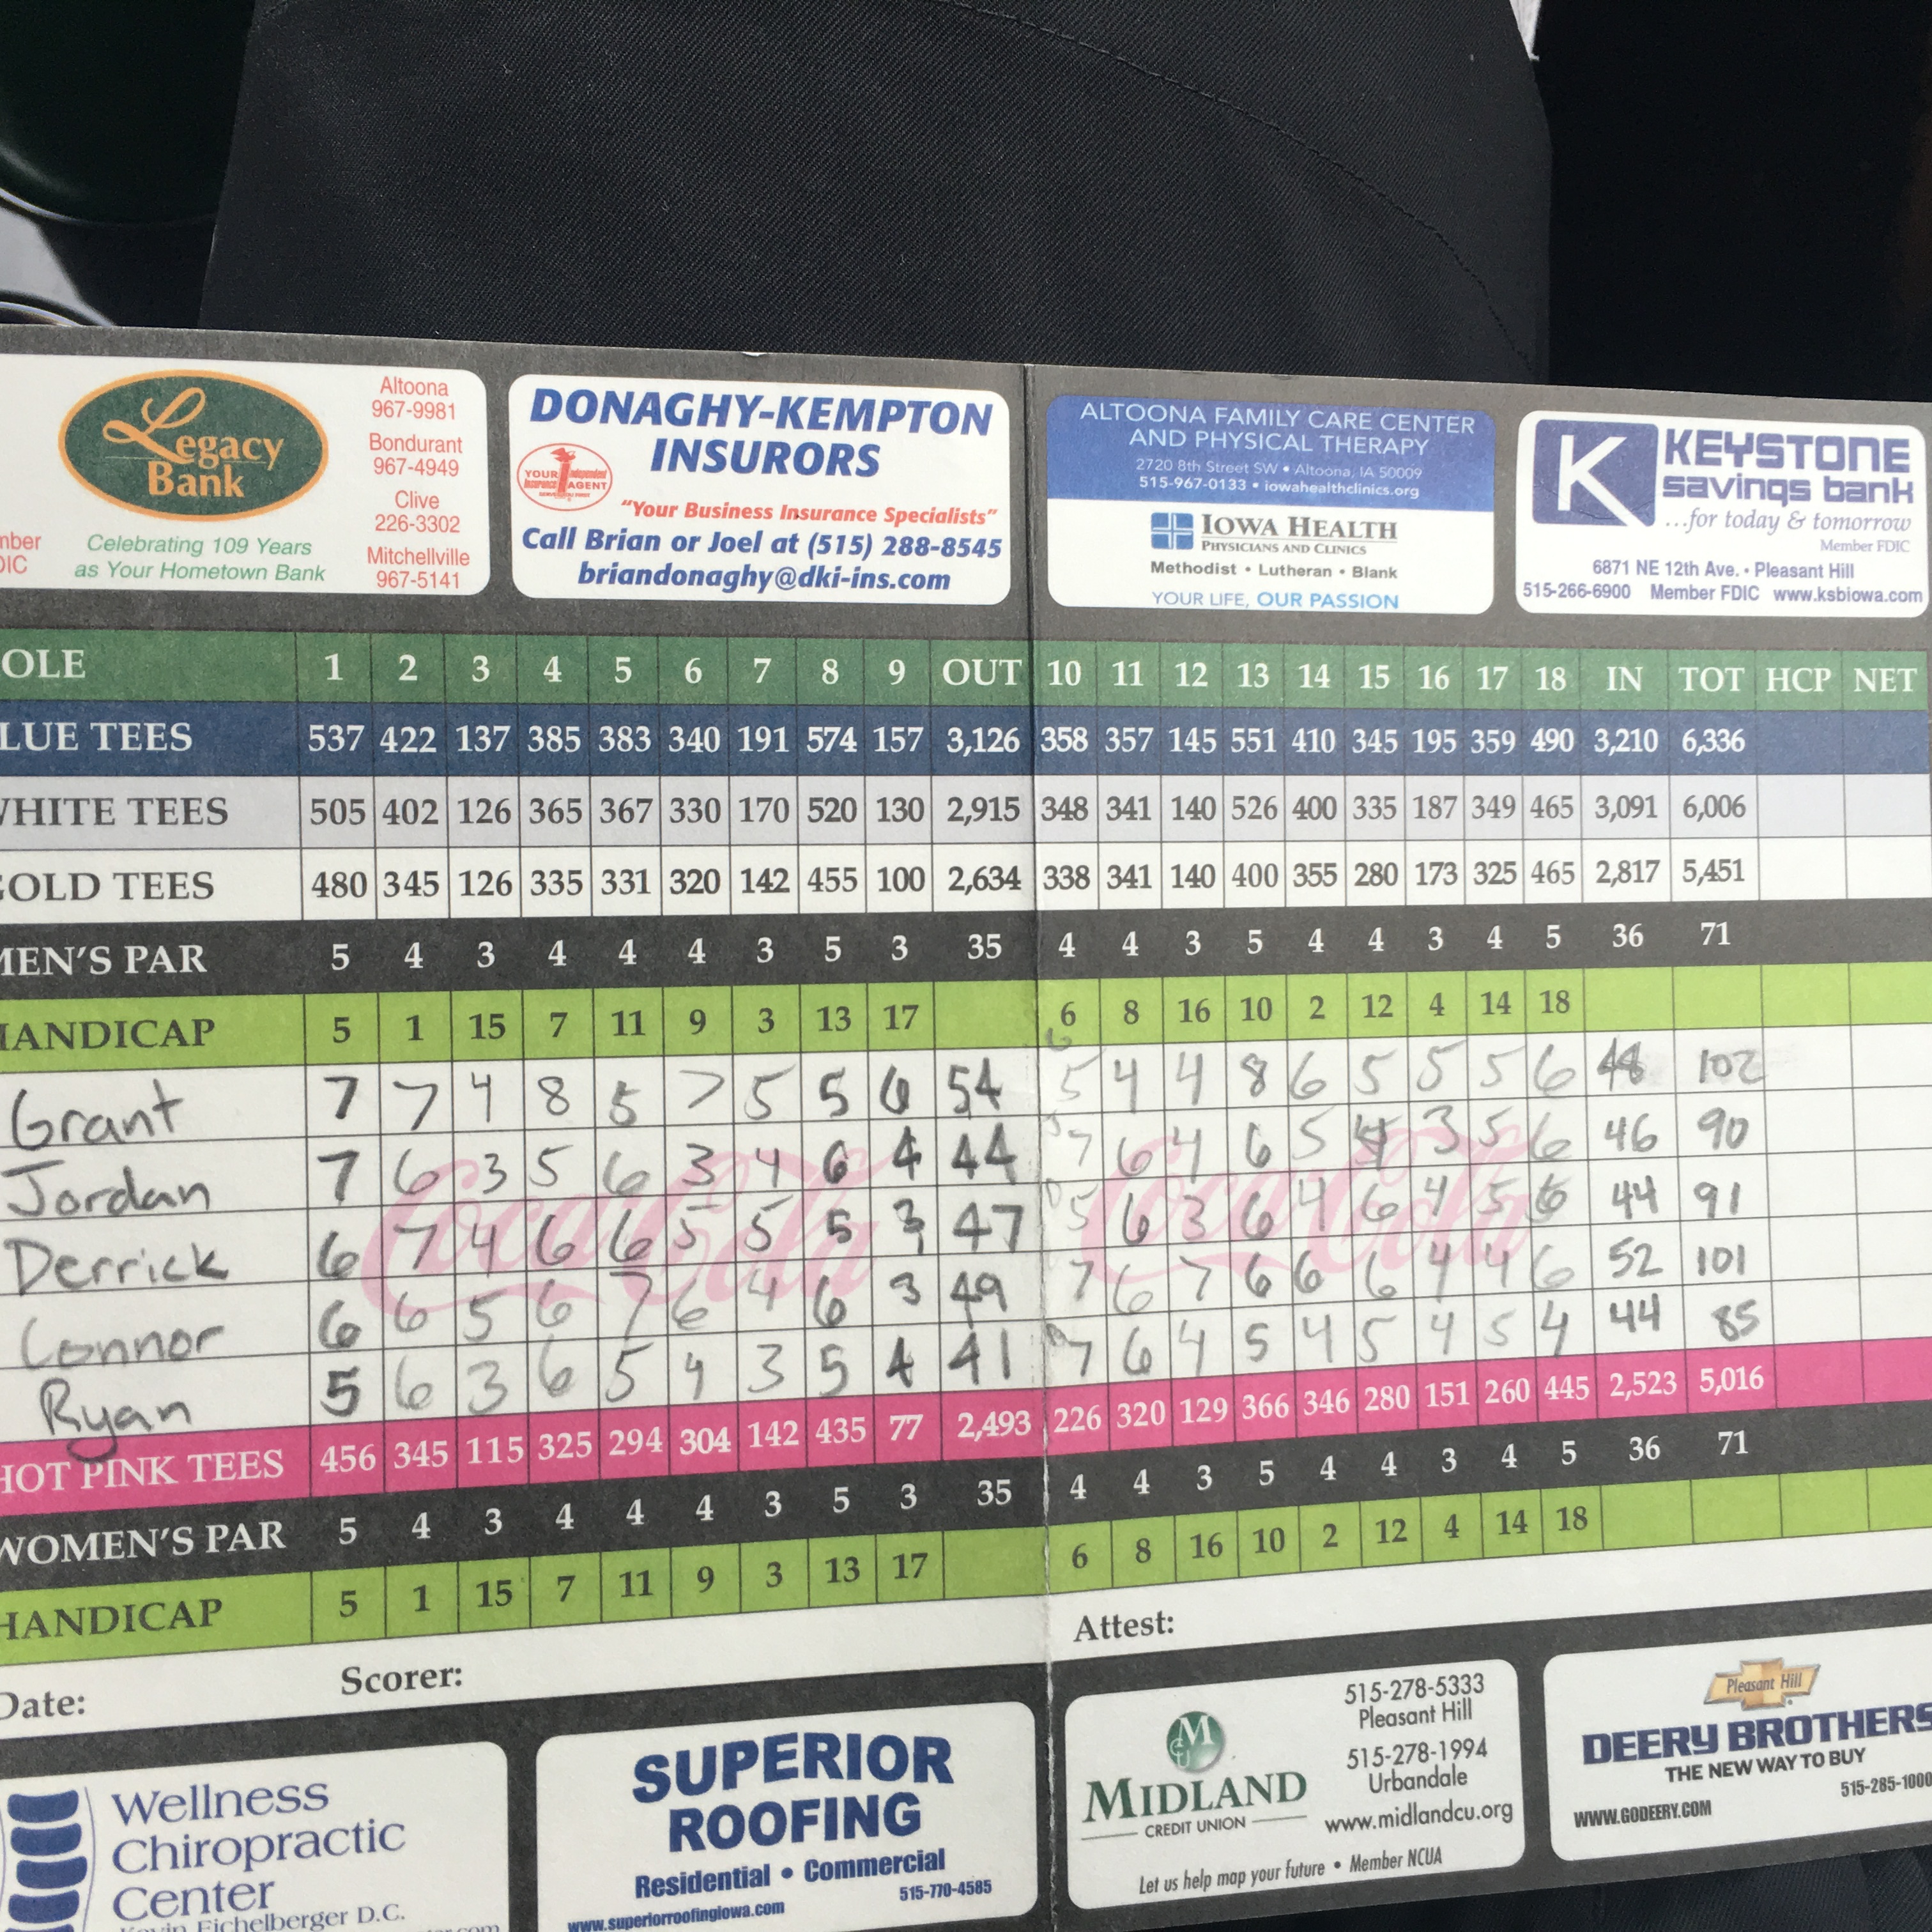 Legacy Bank
Celebrating 109 Years
as Your Hometown Bank
Altoona
967-9981
Bondurant
967-4949
Clive
226-3302
Mitchellville
967-5141
DONAGHY-KEMPTON
INSURORS
YOUR Independent
Insurance AGENT
"Your Business Insurance Specialists"
Call Brian or Joel at (515) 288-8545
briandonaghy@dki-ins.com
ALTOONA FAMILY CARE CENTER
AND PHYSICAL THERAPY
2720 8th Street SW • Altoona, IA 50009
515-967-0133 • iowahealthclinics.org
IOWA HEALTH
PHYSICIANS AND CLINICS
Methodist • Lutheran • Blank
YOUR LIFE, OUR PASSION
K KEYSTONE
savings bank
...for today & tomorrow
Member FDIC
6871 NE 12th Ave. • Pleasant Hill
515-266-6900 Member FDIC www.ksbiowa.com
OLE 1 2 3 4 5 6 7 8 9 OUT 10 11 12 13 14 15 16 17 18 IN TOT HCP NET
LUE TEES 537 422 137 385 383 340 191 574 157 3,126 358 357 145 551 410 345 195 359 490 3,210 6,336
WHITE TEES 505 402 126 365 367 330 170 520 130 2,915 348 341 140 526 400 335 187 349 465 3,091 6,006
GOLD TEES 480 345 126 335 331 320 142 455 100 2,634 338 341 140 400 355 280 173 325 465 2,817 5,451
MEN'S PAR 5 4 3 4 4 4 3 5 3 35 4 4 3 5 4 4 3 4 5 36 71
HANDICAP 5 1 15 7 11 9 3 13 17 6 8 16 10 2 12 4 14 18
Grant 7 7 4 8 5 7 5 5 6 54 5 4 4 8 6 5 5 5 6 48 102
Jordan 7 6 3 5 6 3 4 6 4 44 7 6 4 6 5 4 3 5 6 46 90
Derrick 6 7 4 6 6 5 5 5 3 47 5 6 3 6 4 6 4 5 6 44 91
Connor 6 6 5 6 7 6 4 6 3 49 7 6 7 6 6 6 4 4 6 52 101
Ryan 5 6 3 6 5 4 3 5 4 41 7 6 4 5 4 5 4 5 4 44 85
Coca-Cola Coca-Cola
HOT PINK TEES 456 345 115 325 294 304 142 435 77 2,493 226 320 129 366 346 280 151 260 445 2,523 5,016
WOMEN'S PAR 5 4 3 4 4 4 3 5 3 35 4 4 3 5 4 4 3 4 5 36 71
HANDICAP 5 1 15 7 11 9 3 13 17 6 8 16 10 2 12 4 14 18
Date: Scorer: Attest:
Wellness
Chiropractic
Center
Kevin Eichelberger D.C.
SUPERIOR
ROOFING
Residential • Commercial
515-770-4585
www.superiorroofingiowa.com
MIDLAND
CREDIT UNION
515-278-5333
Pleasant Hill
515-278-1994
Urbandale
www.midlandcu.org
Let us help map your future • Member NCUA
Pleasant Hill
DEERY BROTHERS
THE NEW WAY TO BUY
515-285-1000
WWW.GODEERY.COM